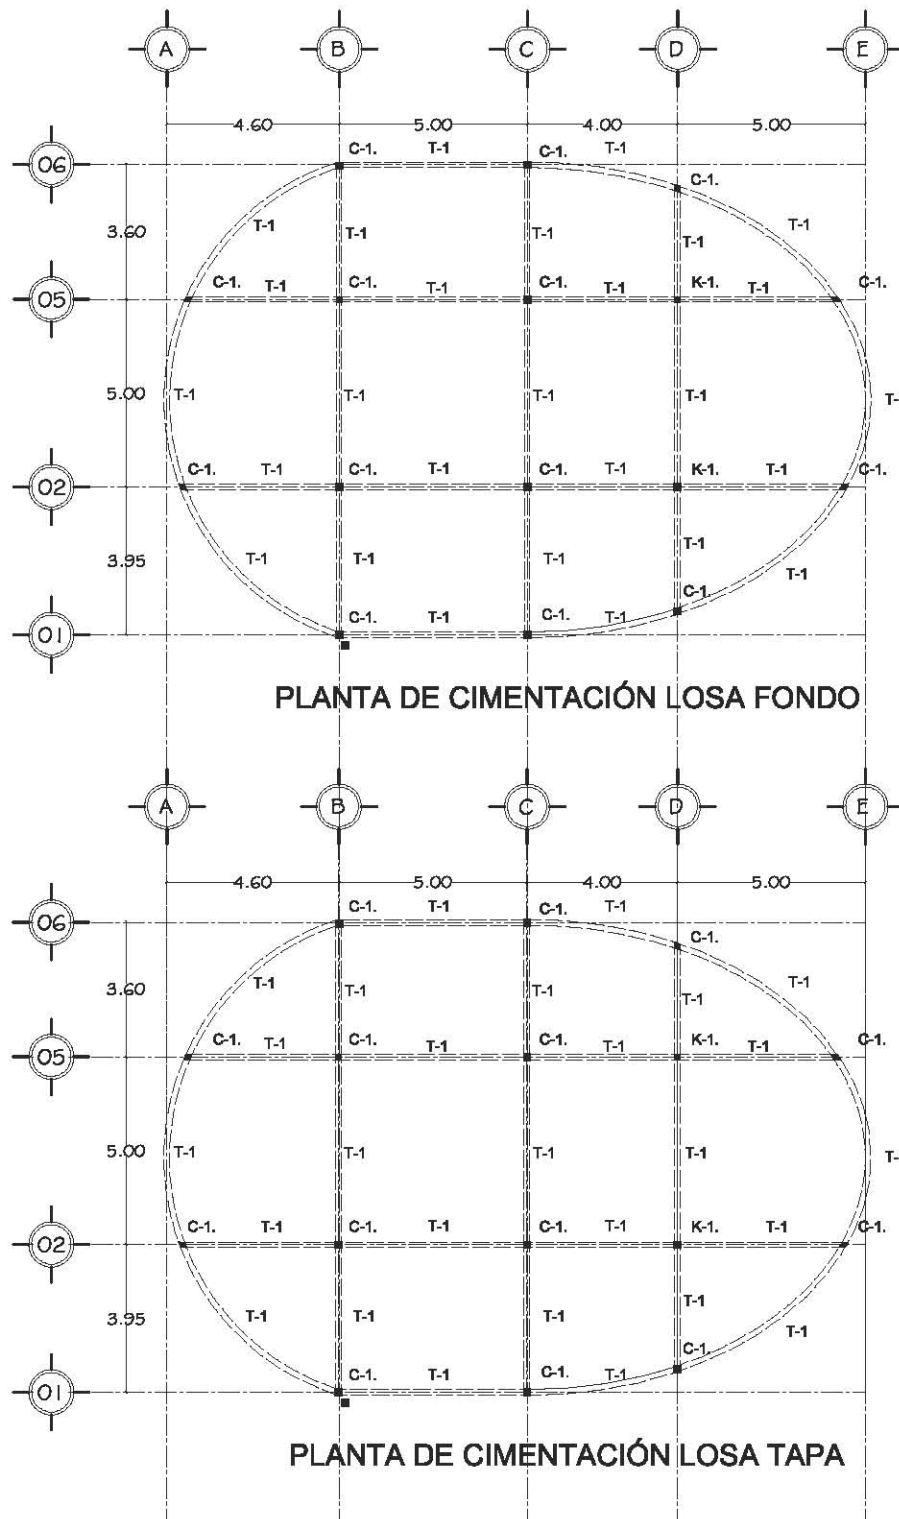 A B C D E
4.60 5.00 4.00 5.00
C-1. T-1 C-1. T-1
06
C-1.
T-1 T-1
3.60 T-1 T-1
T-1
C-1. T-1 C-1. T-1 C-1. T-1 K-1. T-1 C-1.
05
5.00 T-1 T-1 T-1 T-1 T-
C-1. T-1 C-1. T-1 C-1. T-1 K-1. T-1 C-1.
02
T-1
3.95 T-1 T-1 T-1
T-1
C-1.
C-1. T-1 C-1. T-1
01
PLANTA DE CIMENTACIÓN LOSA FONDO
A B C D E
4.60 5.00 4.00 5.00
C-1. T-1 C-1. T-1
06
C-1.
T-1 T-1
3.60 T-1 T-1
T-1
C-1. T-1 C-1. T-1 C-1. T-1 K-1. T-1 C-1.
05
5.00 T-1 T-1 T-1 T-1 T-
C-1. T-1 C-1. T-1 C-1. T-1 K-1. T-1 C-1.
02
T-1
3.95 T-1 T-1 T-1
T-1
C-1.
C-1. T-1 C-1. T-1
01
PLANTA DE CIMENTACIÓN LOSA TAPA